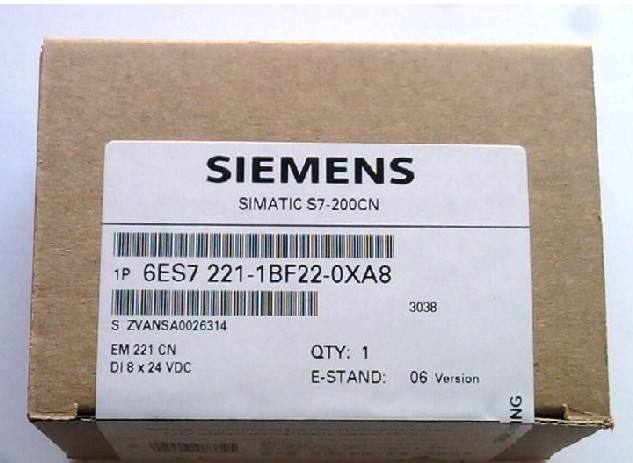 SIEMENS
SIMATIC S7-200CN
1P 6ES7 221-1BF22-0XA8
3038
S ZVANSA0026314
EM 221 CN
DI 8 x 24 VDC
QTY: 1
E-STAND: 06 Version
NG